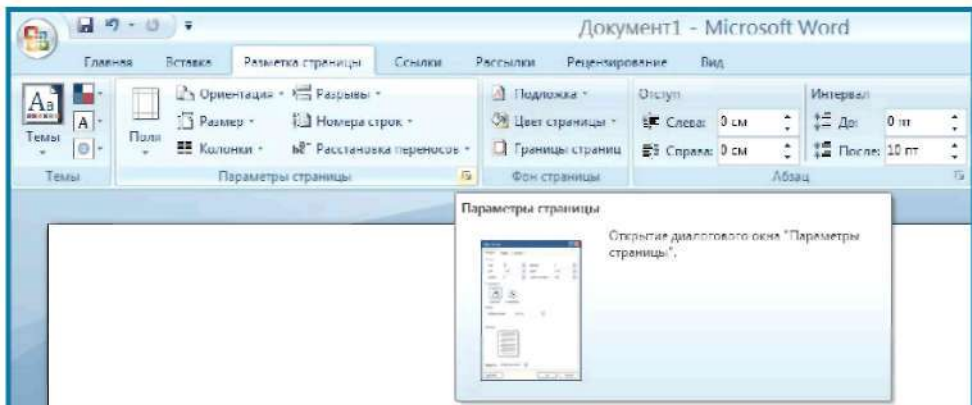 Документ1 - Microsoft Word
Главная Вставка Разметка страницы Ссылки Рассылки Рецензирование Вид
Aa
Темы
A
Темы
Поля
Ориентация
Размер
Колонки
Разрывы
Номера строк
Расстановка переносов
Параметры страницы
Подложка
Цвет страницы
Границы страниц
Фон страницы
Отступ
Слева: 0 см
Справа: 0 см
Интервал
До: 0 пт
После: 10 пт
Абзац
Параметры страницы
Открытие диалогового окна "Параметры
страницы".